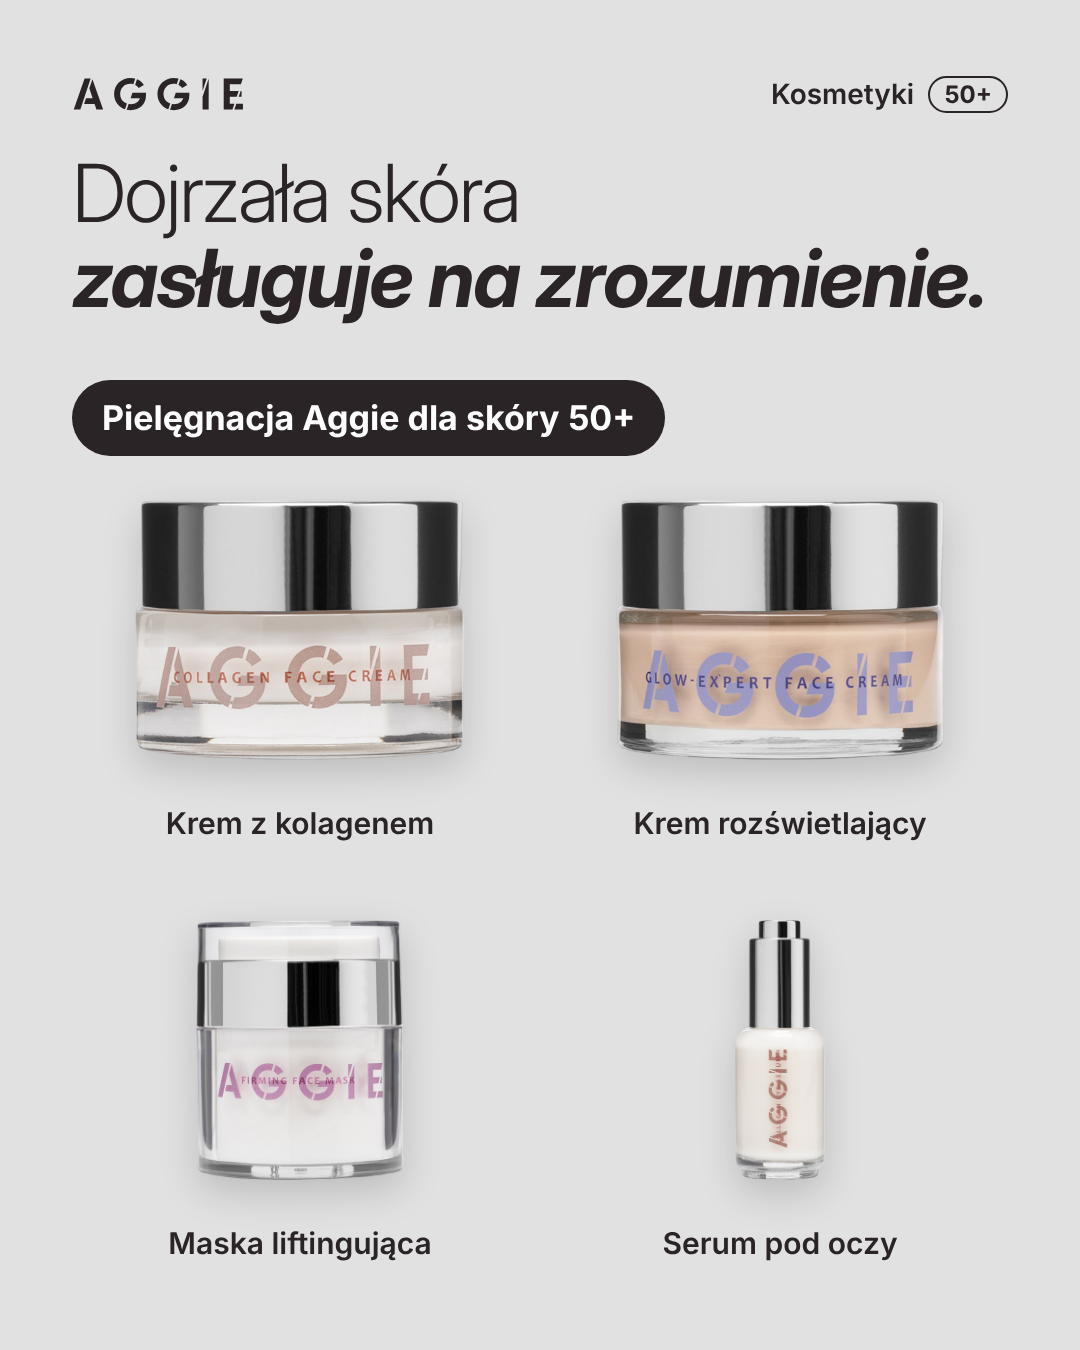 AGGIE
Kosmetyki 50+
Dojrzała skóra
zasługuje na zrozumienie.
Pielęgnacja Aggie dla skóry 50+
AGGIE
COLLAGEN FACE CREAM
AGGIE
GLOW-EXPERT FACE CREAM
Krem z kolagenem
Krem rozświetlający
AGGIE
FIRMING FACE MASK
AGGIE
Maska liftingująca
Serum pod oczy